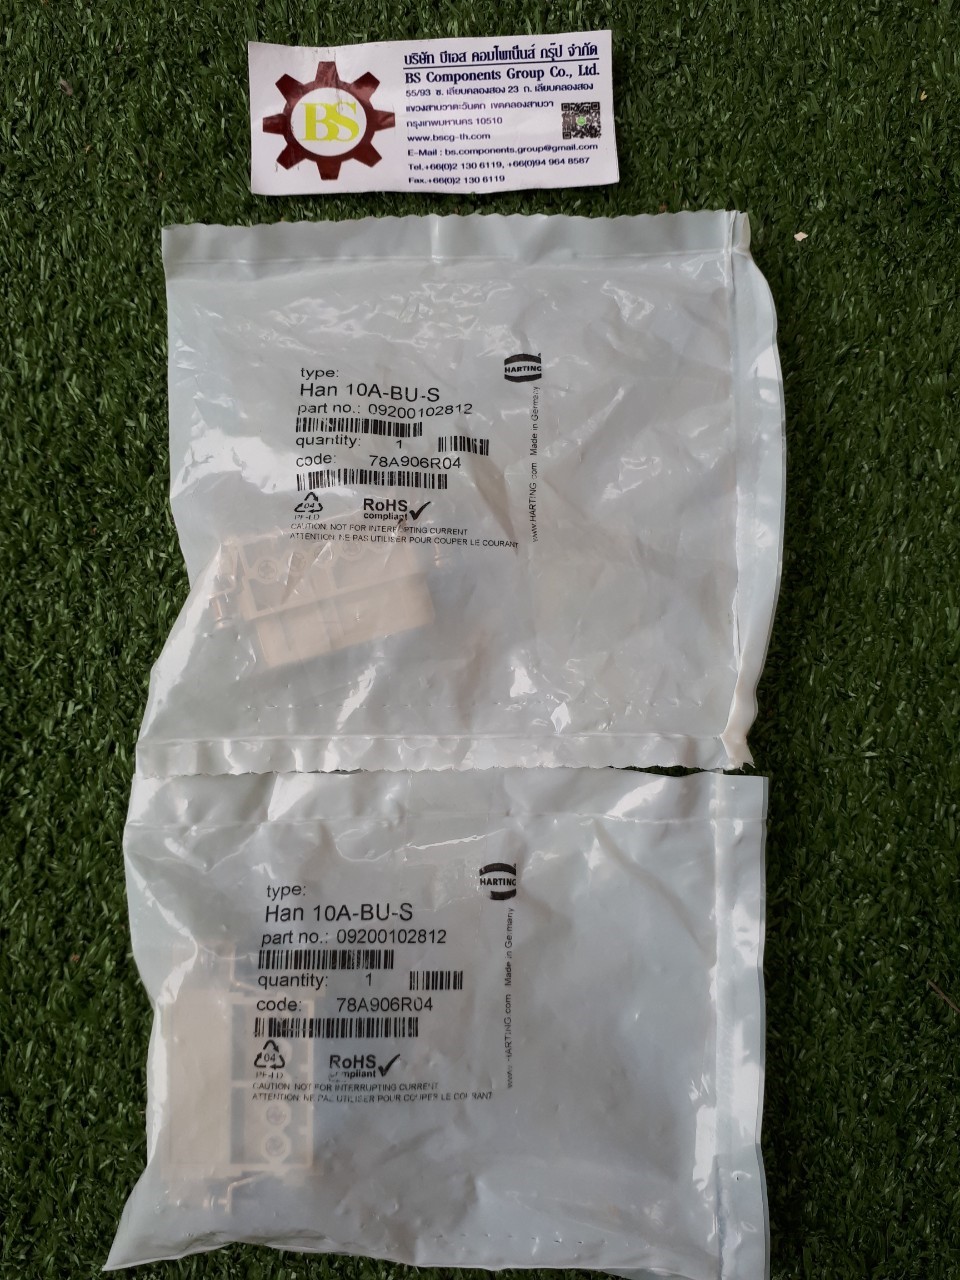 บริษัท บีเอส คอมโพเน็นส์ กรุ๊ป จำกัด
BS Components Group Co., Ltd.
55/93 ซ. เลียบคลองสอง 23 ถ. เลียบคลองสอง
แขวงสามวาตะวันตก เขตคลองสามวา
กรุงเทพมหานคร 10510
www.bscg-th.com
E-Mail : bs.components.group@gmail.com
Tel.+66(0)2 130 6119, +66(0)94 964 8587
Fax.+66(0)2 130 6119
BS
HARTING
type:
Han 10A-BU-S
part no.: 09200102812
quantity: 1
code: 78A906R04
04
PE-LD
RoHS
compliant
CAUTION: NOT FOR INTERRUPTING CURRENT
ATTENTION: NE PAS UTILISER POUR COUPER LE COURANT
www.HARTING.com Made in Germany
HARTING
type:
Han 10A-BU-S
part no.: 09200102812
quantity: 1
code: 78A906R04
04
PE-LD
RoHS
compliant
CAUTION: NOT FOR INTERRUPTING CURRENT
ATTENTION: NE PAS UTILISER POUR COUPER LE COURANT
www.HARTING.com Made in Germany